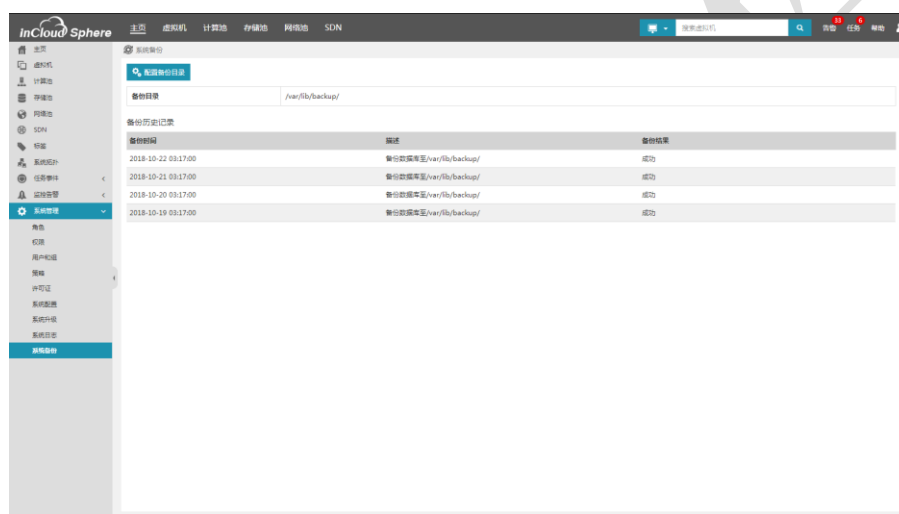 inCloud Sphere 主页 虚拟机 计算池 存储池 网络池 SDN 搜索虚拟机 33 告警 6 任务 帮助
主页
虚拟机
计算池
存储池
网络池
SDN
标签
系统拓扑
任务事件
监控告警
系统管理
角色
权限
用户和组
策略
许可证
系统配置
系统升级
系统日志
系统备份
系统备份
配置备份目录
备份目录 /var/lib/backup/
备份历史记录
备份时间 描述 备份结果
2018-10-22 03:17:00 备份数据库至/var/lib/backup/ 成功
2018-10-21 03:17:00 备份数据库至/var/lib/backup/ 成功
2018-10-20 03:17:00 备份数据库至/var/lib/backup/ 成功
2018-10-19 03:17:00 备份数据库至/var/lib/backup/ 成功